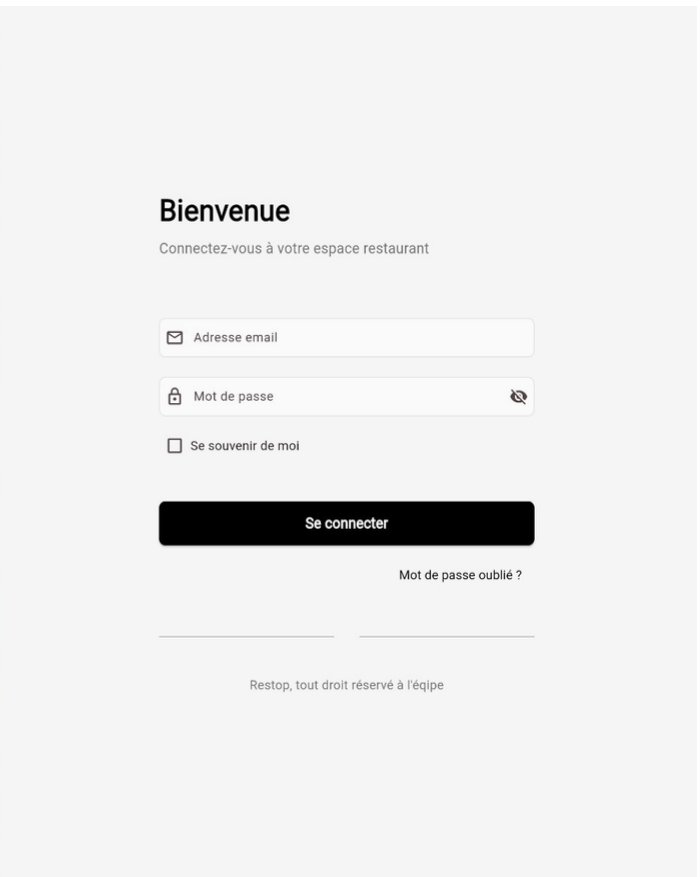 Bienvenue
Connectez-vous à votre espace restaurant
Adresse email
Mot de passe
Se souvenir de moi
Se connecter
Mot de passe oublié ?
Restop, tout droit réservé à l'éqipe